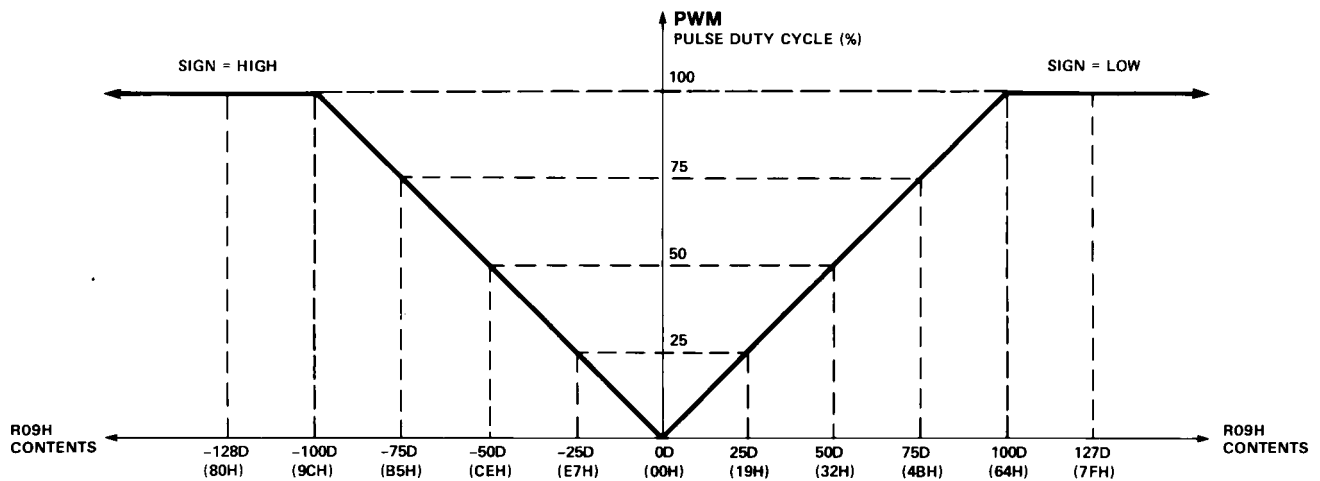 PWM
PULSE DUTY CYCLE (%)
SIGN = HIGH
SIGN = LOW
100
75
50
25
R09H
CONTENTS
-128D
(80H)
-100D
(9CH)
-75D
(B5H)
-50D
(CEH)
-25D
(E7H)
0D
(00H)
25D
(19H)
50D
(32H)
75D
(4BH)
100D
(64H)
127D
(7FH)
R09H
CONTENTS